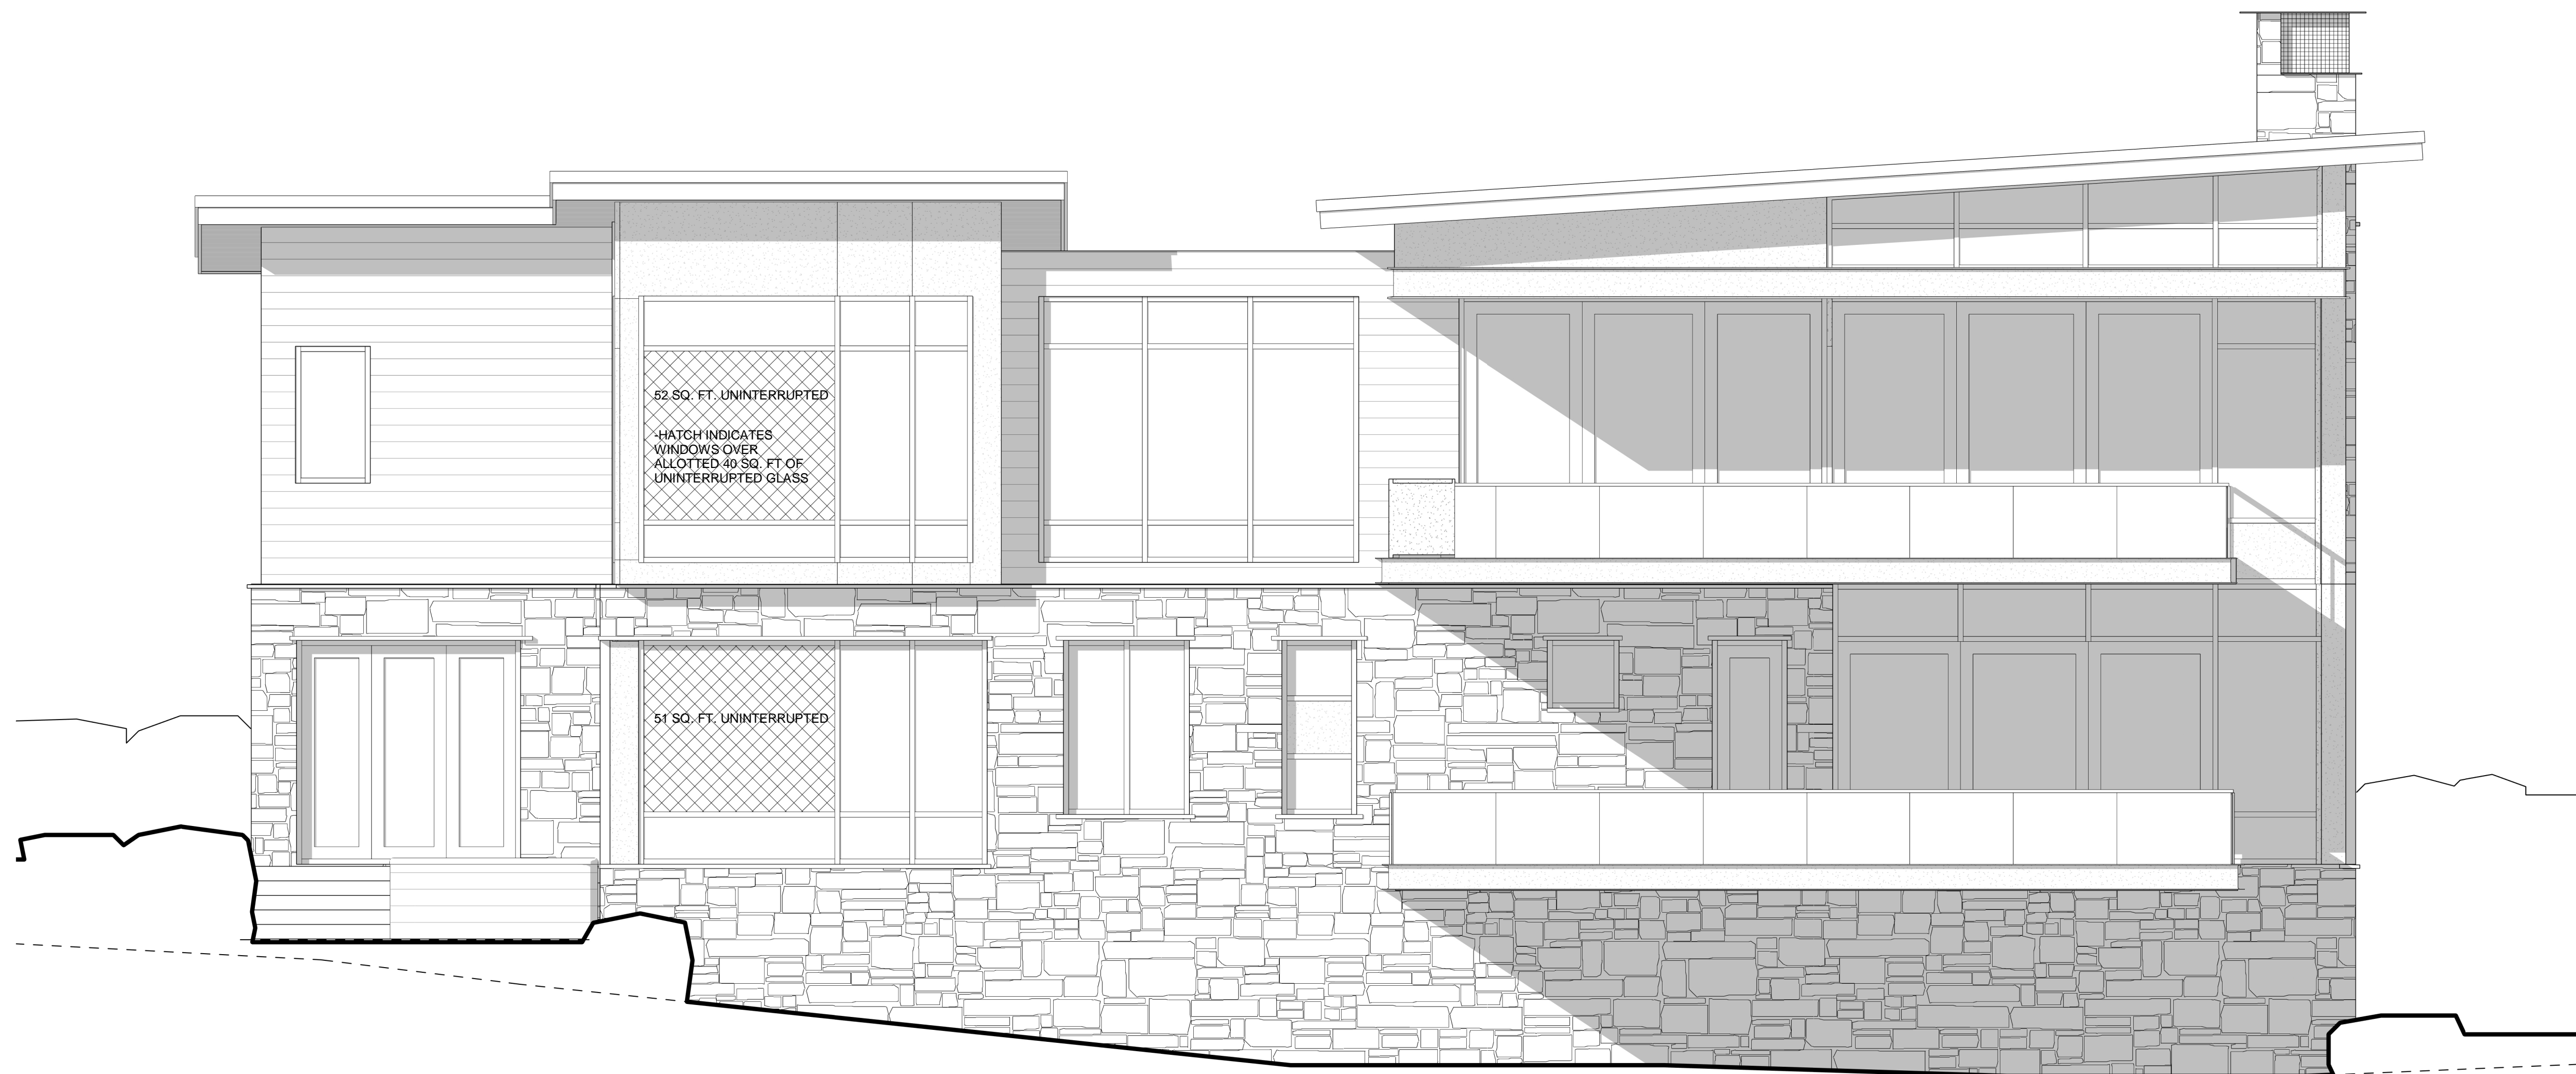 52 SQ. FT. UNINTERRUPTED
-HATCH INDICATES
WINDOWS OVER
ALLOTTED 40 SQ. FT OF
UNINTERRUPTED GLASS
51 SQ. FT. UNINTERRUPTED